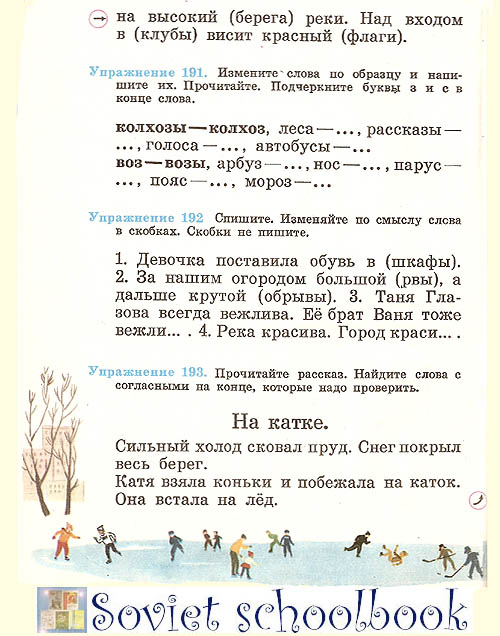 на высокий (берега) реки. Над входом
в (клубы) висит красный (флаги).
Упражнение 191. Измените слова по образцу и напи-
шите их. Прочитайте. Подчеркните буквы з и с в
конце слова.
колхозы — колхоз, леса — ..., рассказы —
..., голоса — ..., автобусы — ...
воз — возы, арбуз — ..., нос — ..., парус —
..., пояс — ..., мороз — ...
Упражнение 192 Спишите. Изменяйте по смыслу слова
в скобках. Скобки не пишите.
1. Девочка поставила обувь в (шкафы).
2. За нашим огородом большой (рвы), а
дальше крутой (обрывы). 3. Таня Гла-
зова всегда вежлива. Её брат Ваня тоже
вежли... . 4. Река красива. Город краси... .
Упражнение 193. Прочитайте рассказ. Найдите слова с
согласными на конце, которые надо проверить.
На катке.
Сильный холод сковал пруд. Снег покрыл
весь берег.
Катя взяла коньки и побежала на каток.
Она встала на лёд.
Soviet schoolbook